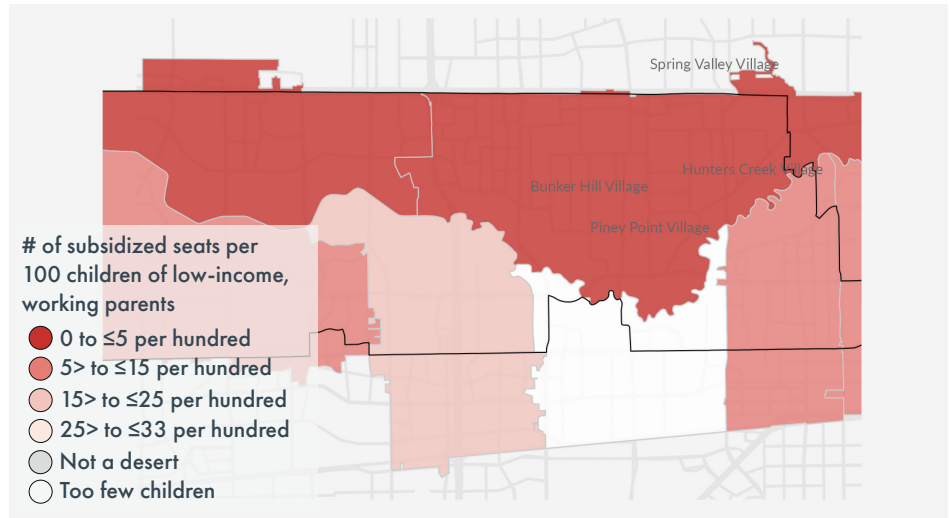 Spring Valley Village
Hunters Creek Village
Bunker Hill Village
Piney Point Village
# of subsidized seats per
100 children of low-income,
working parents
0 to ≤5 per hundred
5> to ≤15 per hundred
15> to ≤25 per hundred
25> to ≤33 per hundred
Not a desert
Too few children